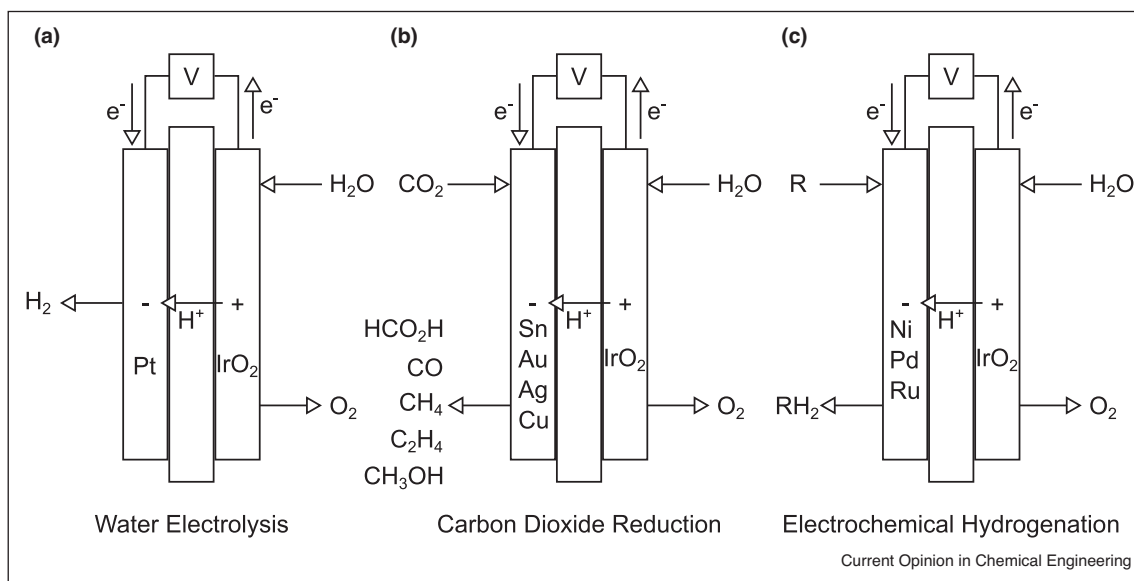 (a)
V
e⁻
e⁻
H₂O
H₂
-
H⁺
+
Pt
IrO₂
O₂
Water Electrolysis
(b)
V
e⁻
e⁻
CO₂
H₂O
-
H⁺
+
HCO₂H
CO
CH₄
C₂H₄
CH₃OH
Sn
Au
Ag
Cu
IrO₂
O₂
Carbon Dioxide Reduction
(c)
V
e⁻
e⁻
R
H₂O
-
H⁺
+
Ni
Pd
Ru
IrO₂
RH₂
O₂
Electrochemical Hydrogenation
Current Opinion in Chemical Engineering